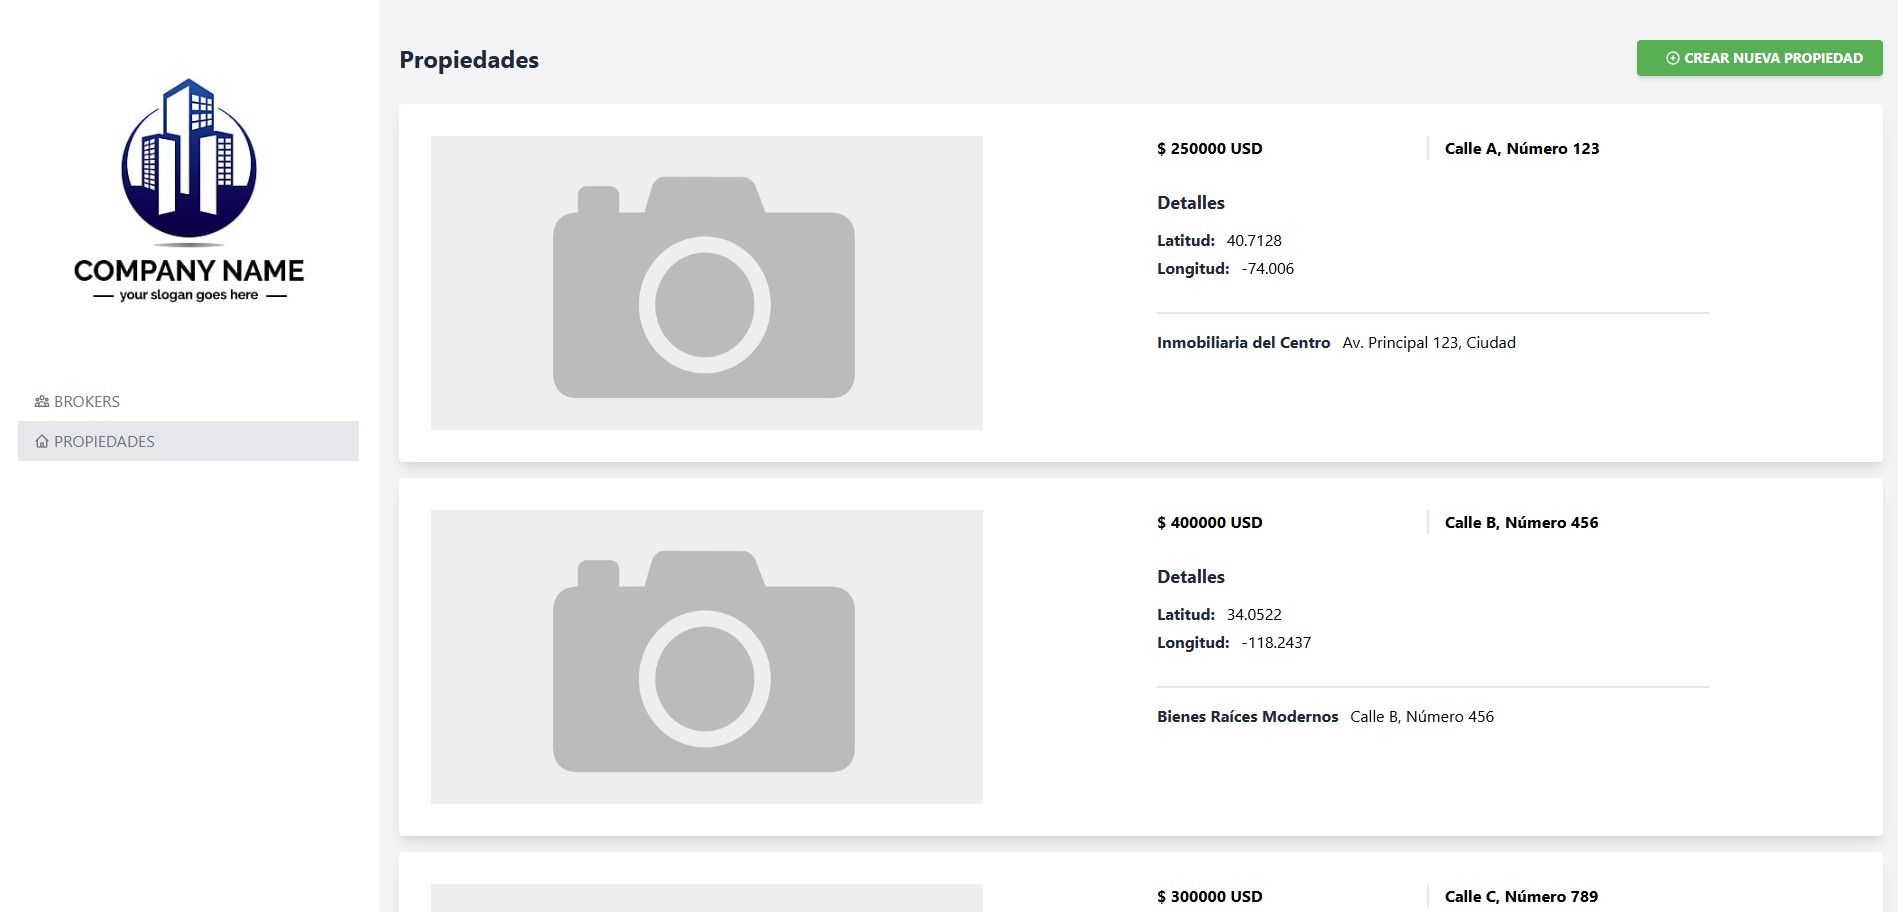 COMPANY NAME
your slogan goes here
BROKERS
PROPIEDADES
Propiedades
CREAR NUEVA PROPIEDAD
$ 250000 USD
Calle A, Número 123
Detalles
Latitud: 40.7128
Longitud: -74.006
Inmobiliaria del Centro Av. Principal 123, Ciudad
$ 400000 USD
Calle B, Número 456
Detalles
Latitud: 34.0522
Longitud: -118.2437
Bienes Raíces Modernos Calle B, Número 456
$ 300000 USD
Calle C, Número 789